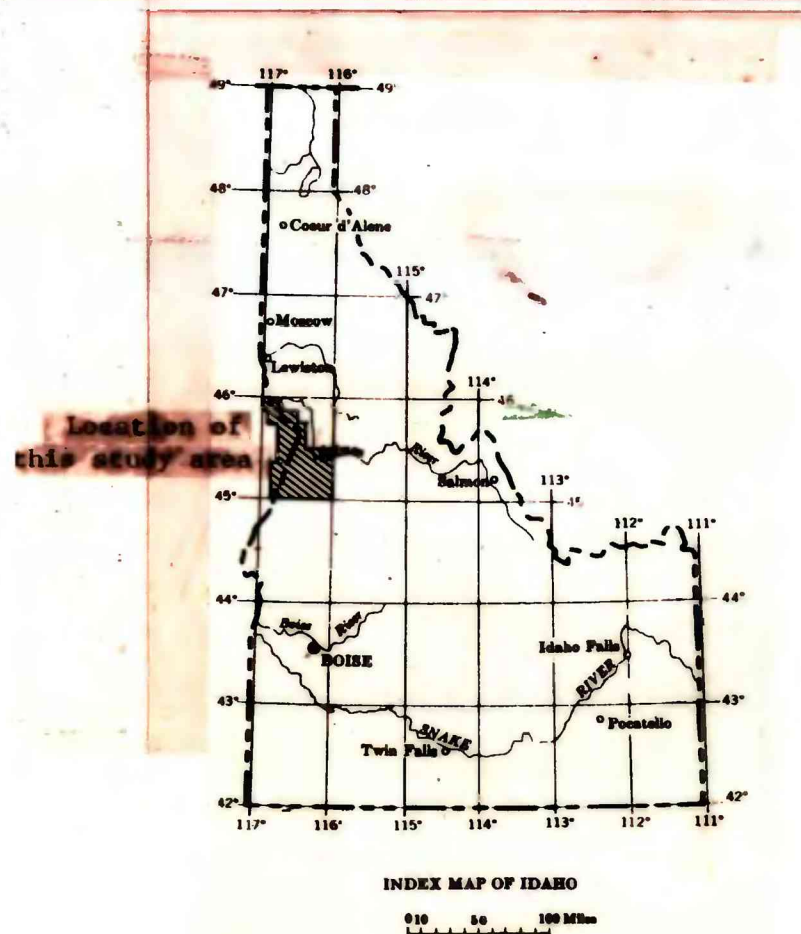 117° 116°
49° 49°
48° 48°
Coeur d'Alene
115°
47° 47°
Moscow
Lewiston
114°
46° 46
Location of
this study area
River
Salmon
113°
45° 45
112° 111°
44° 44°
Boise River
Idaho Falls
BOISE
RIVER
43° 43°
SNAKE
Pocatello
Twin Falls
42° 42°
117° 116° 115° 114° 113° 112° 111°
INDEX MAP OF IDAHO
0 10 50 100 Miles